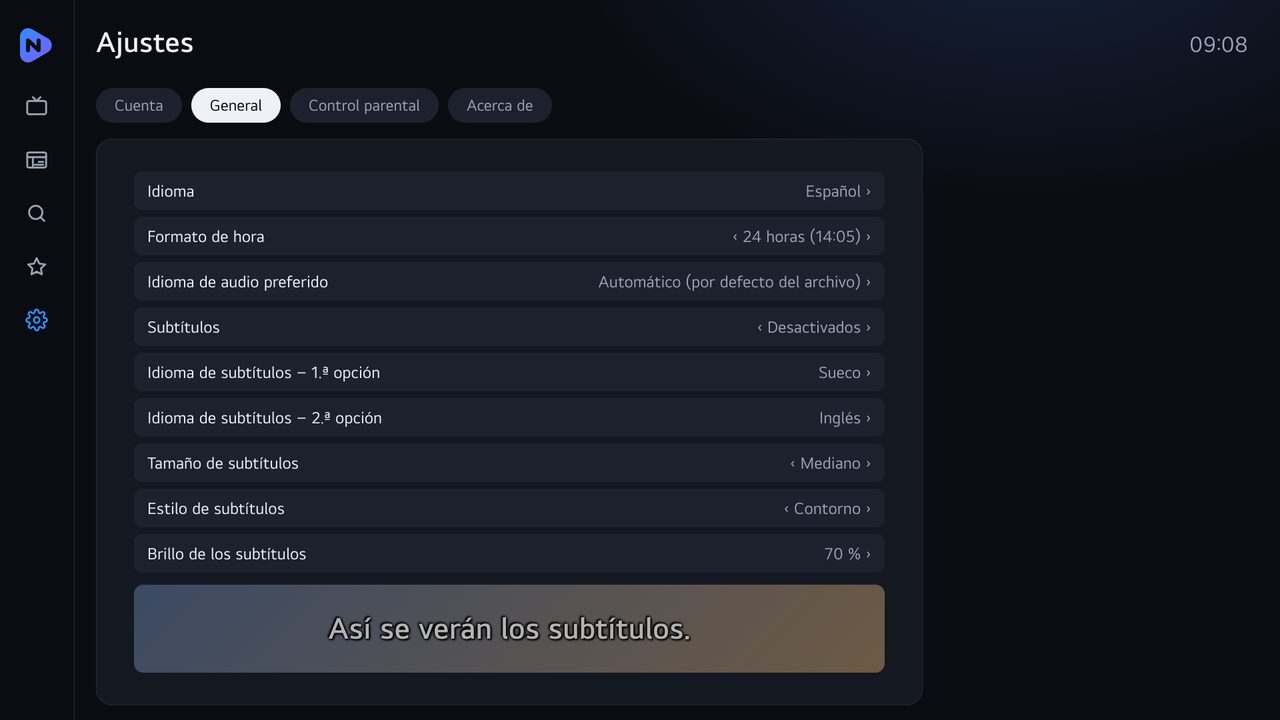 N
Ajustes
09:08
Cuenta
General
Control parental
Acerca de
Idioma
Español ›
Formato de hora
‹ 24 horas (14:05) ›
Idioma de audio preferido
Automático (por defecto del archivo) ›
Subtítulos
‹ Desactivados ›
Idioma de subtítulos – 1.ª opción
Sueco ›
Idioma de subtítulos – 2.ª opción
Inglés ›
Tamaño de subtítulos
‹ Mediano ›
Estilo de subtítulos
‹ Contorno ›
Brillo de los subtítulos
70 % ›
Así se verán los subtítulos.